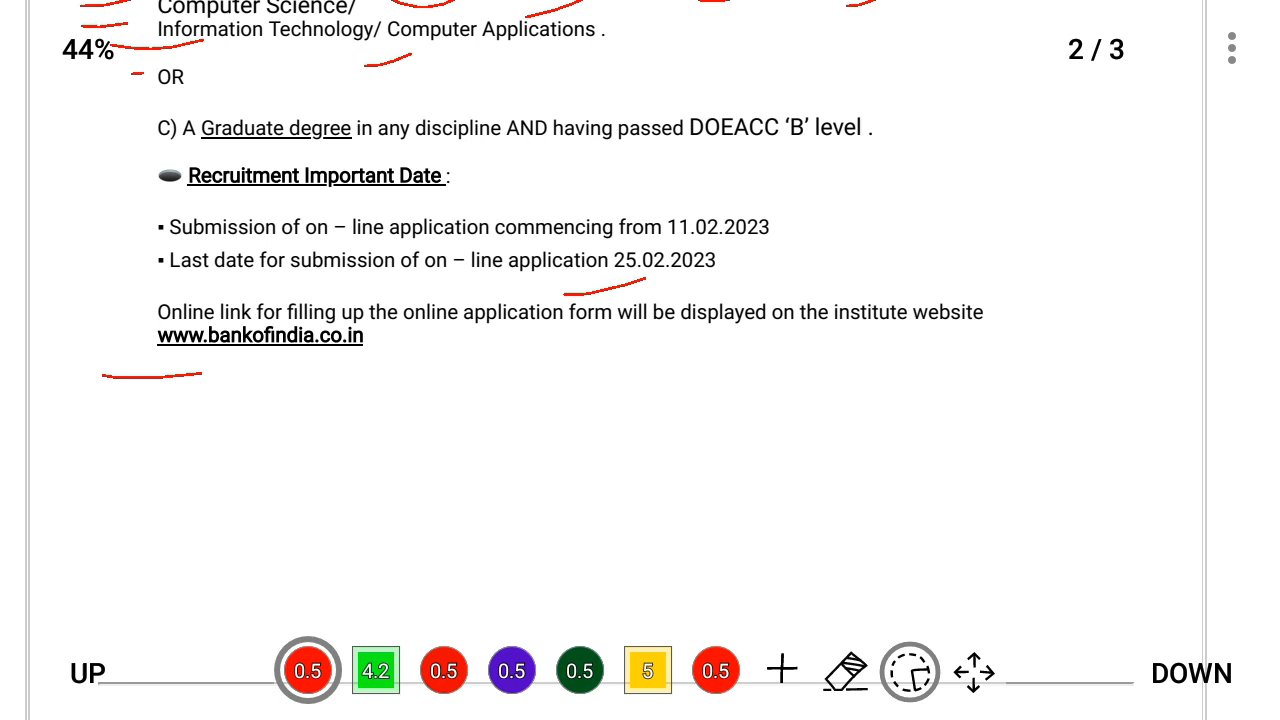 Computer Science/
Information Technology/ Computer Applications .
44%
2 / 3
OR
C) A Graduate degree in any discipline AND having passed DOEACC ‘B’ level .
Recruitment Important Date :
▪ Submission of on – line application commencing from 11.02.2023
▪ Last date for submission of on – line application 25.02.2023
Online link for filling up the online application form will be displayed on the institute website
www.bankofindia.co.in
UP
0.5
4.2
0.5
0.5
0.5
5
0.5
DOWN